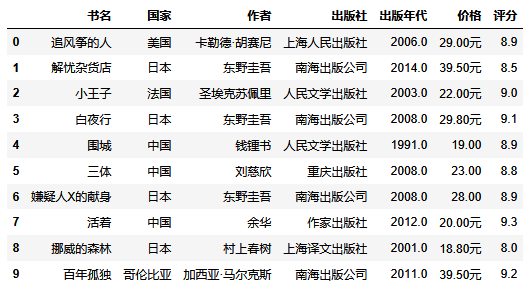 书名 国家 作者 出版社 出版年代 价格 评分
0 追风筝的人 美国 卡勒德·胡赛尼 上海人民出版社 2006.0 29.00元 8.9
1 解忧杂货店 日本 东野圭吾 南海出版公司 2014.0 39.50元 8.5
2 小王子 法国 圣埃克苏佩里 人民文学出版社 2003.0 22.00元 9.0
3 白夜行 日本 东野圭吾 南海出版公司 2008.0 29.80元 9.1
4 围城 中国 钱锺书 人民文学出版社 1991.0 19.00 8.9
5 三体 中国 刘慈欣 重庆出版社 2008.0 23.00 8.8
6 嫌疑人X的献身 日本 东野圭吾 南海出版公司 2008.0 28.00 8.9
7 活着 中国 余华 作家出版社 2012.0 20.00元 9.3
8 挪威的森林 日本 村上春树 上海译文出版社 2001.0 18.80元 8.0
9 百年孤独 哥伦比亚 加西亚·马尔克斯 南海出版公司 2011.0 39.50元 9.2